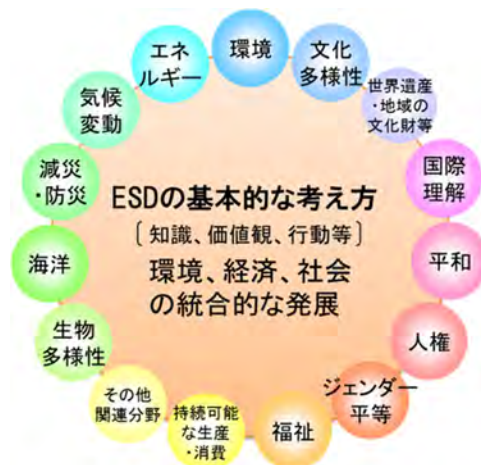 環境
文化
多様性
世界遺産
・地域の
文化財等
国際
理解
平和
人権
ジェンダー
平等
福祉
持続可能
な生産
・消費
その他
関連分野
生物
多様性
海洋
減災
・防災
気候
変動
エネ
ルギー
ESDの基本的な考え方
[知識、価値観、行動等]
環境、経済、社会
の統合的な発展